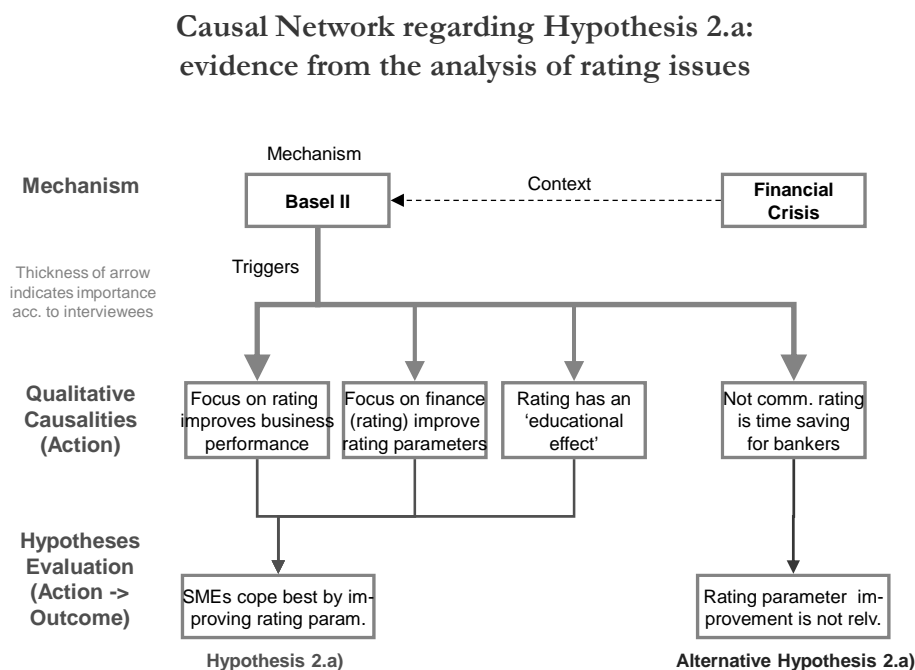 Causal Network regarding Hypothesis 2.a:
evidence from the analysis of rating issues
Mechanism
Mechanism
Basel II
Context
Financial
Crisis
Thickness of arrow
indicates importance
acc. to interviewees
Triggers
Qualitative
Causalities
(Action)
Focus on rating
improves business
performance
Focus on finance
(rating) improve
rating parameters
Rating has an
‘educational
effect’
Not comm. rating
is time saving
for bankers
Hypotheses
Evaluation
(Action ->
Outcome)
SMEs cope best by im-
proving rating param.
Rating parameter im-
provement is not relv.
Hypothesis 2.a)
Alternative Hypothesis 2.a)